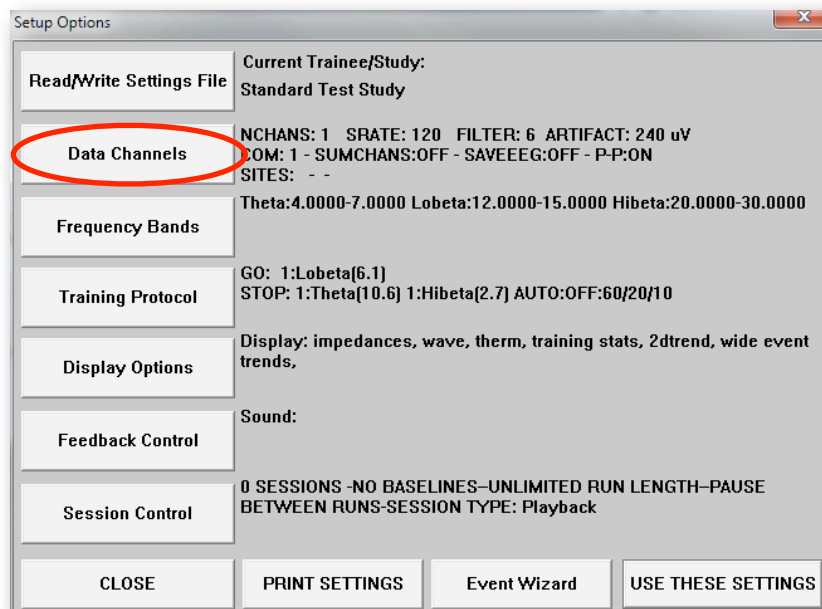 Setup Options
X
Read/Write Settings File
Current Trainee/Study:
Standard Test Study
Data Channels
NCHANS: 1 SRATE: 120 FILTER: 6 ARTIFACT: 240 uV
COM: 1 - SUMCHANS:OFF - SAVEEEG:OFF - P-P:ON
SITES: - -
Frequency Bands
Theta:4.0000-7.0000 Lobeta:12.0000-15.0000 Hibeta:20.0000-30.0000
Training Protocol
GO: 1:Lobeta(6.1)
STOP: 1:Theta(10.6) 1:Hibeta(2.7) AUTO:OFF:60/20/10
Display Options
Display: impedances, wave, therm, training stats, 2dtrend, wide event
trends,
Feedback Control
Sound:
Session Control
0 SESSIONS -NO BASELINES--UNLIMITED RUN LENGTH--PAUSE
BETWEEN RUNS-SESSION TYPE: Playback
CLOSE
PRINT SETTINGS
Event Wizard
USE THESE SETTINGS